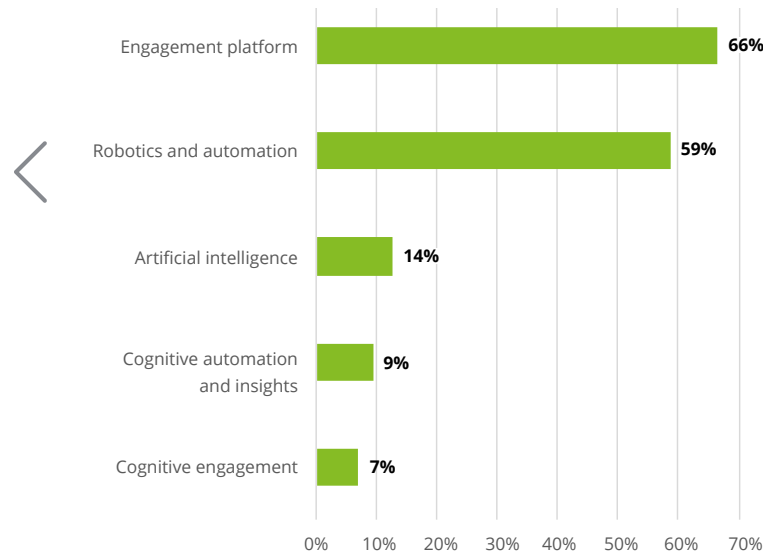 Engagement platform
66%
Robotics and automation
59%
Artificial intelligence
14%
Cognitive automation
and insights
9%
Cognitive engagement
7%
0% 10% 20% 30% 40% 50% 60% 70%